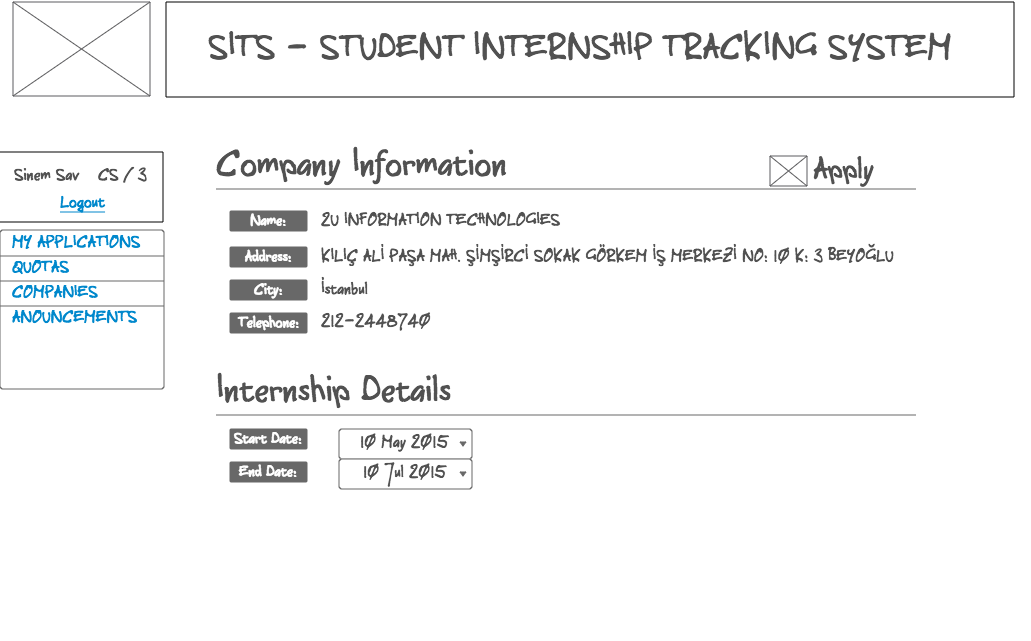 SITS - STUDENT INTERNSHIP TRACKING SYSTEM
Sinem Sav CS / 3
Logout
MY APPLICATIONS
QUOTAS
COMPANIES
ANOUNCEMENTS
Company Information
Apply
Name: 2U INFORMATION TECHNOLOGIES
Address: KILIÇ ALİ PAŞA MAH. ŞİMŞİRCİ SOKAK GÖRKEM İŞ MERKEZİ NO: 10 K: 3 BEYOĞLU
City: İstanbul
Telephone: 212-2448740
Internship Details
Start Date: 10 May 2015
End Date: 10 Jul 2015